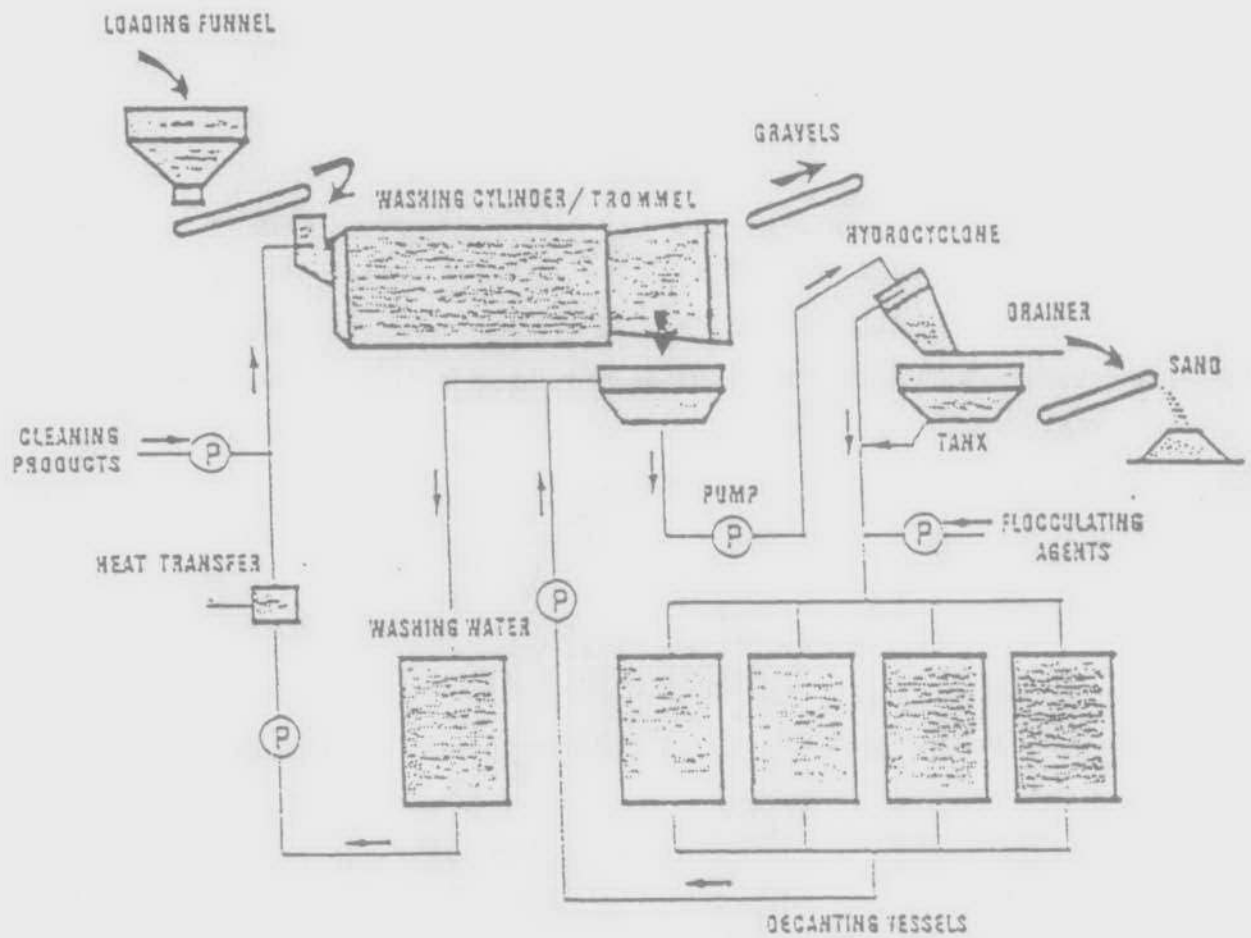 LOADING FUNNEL
GRAVELS
WASHING CYLINDER / TROMMEL
HYDROCYCLONE
DRAINER
SAND
CLEANING
PRODUCTS
P
TANK
PUMP
P
P
FLOCCULATING
AGENTS
HEAT TRANSFER
P
WASHING WATER
P
DECANTING VESSELS